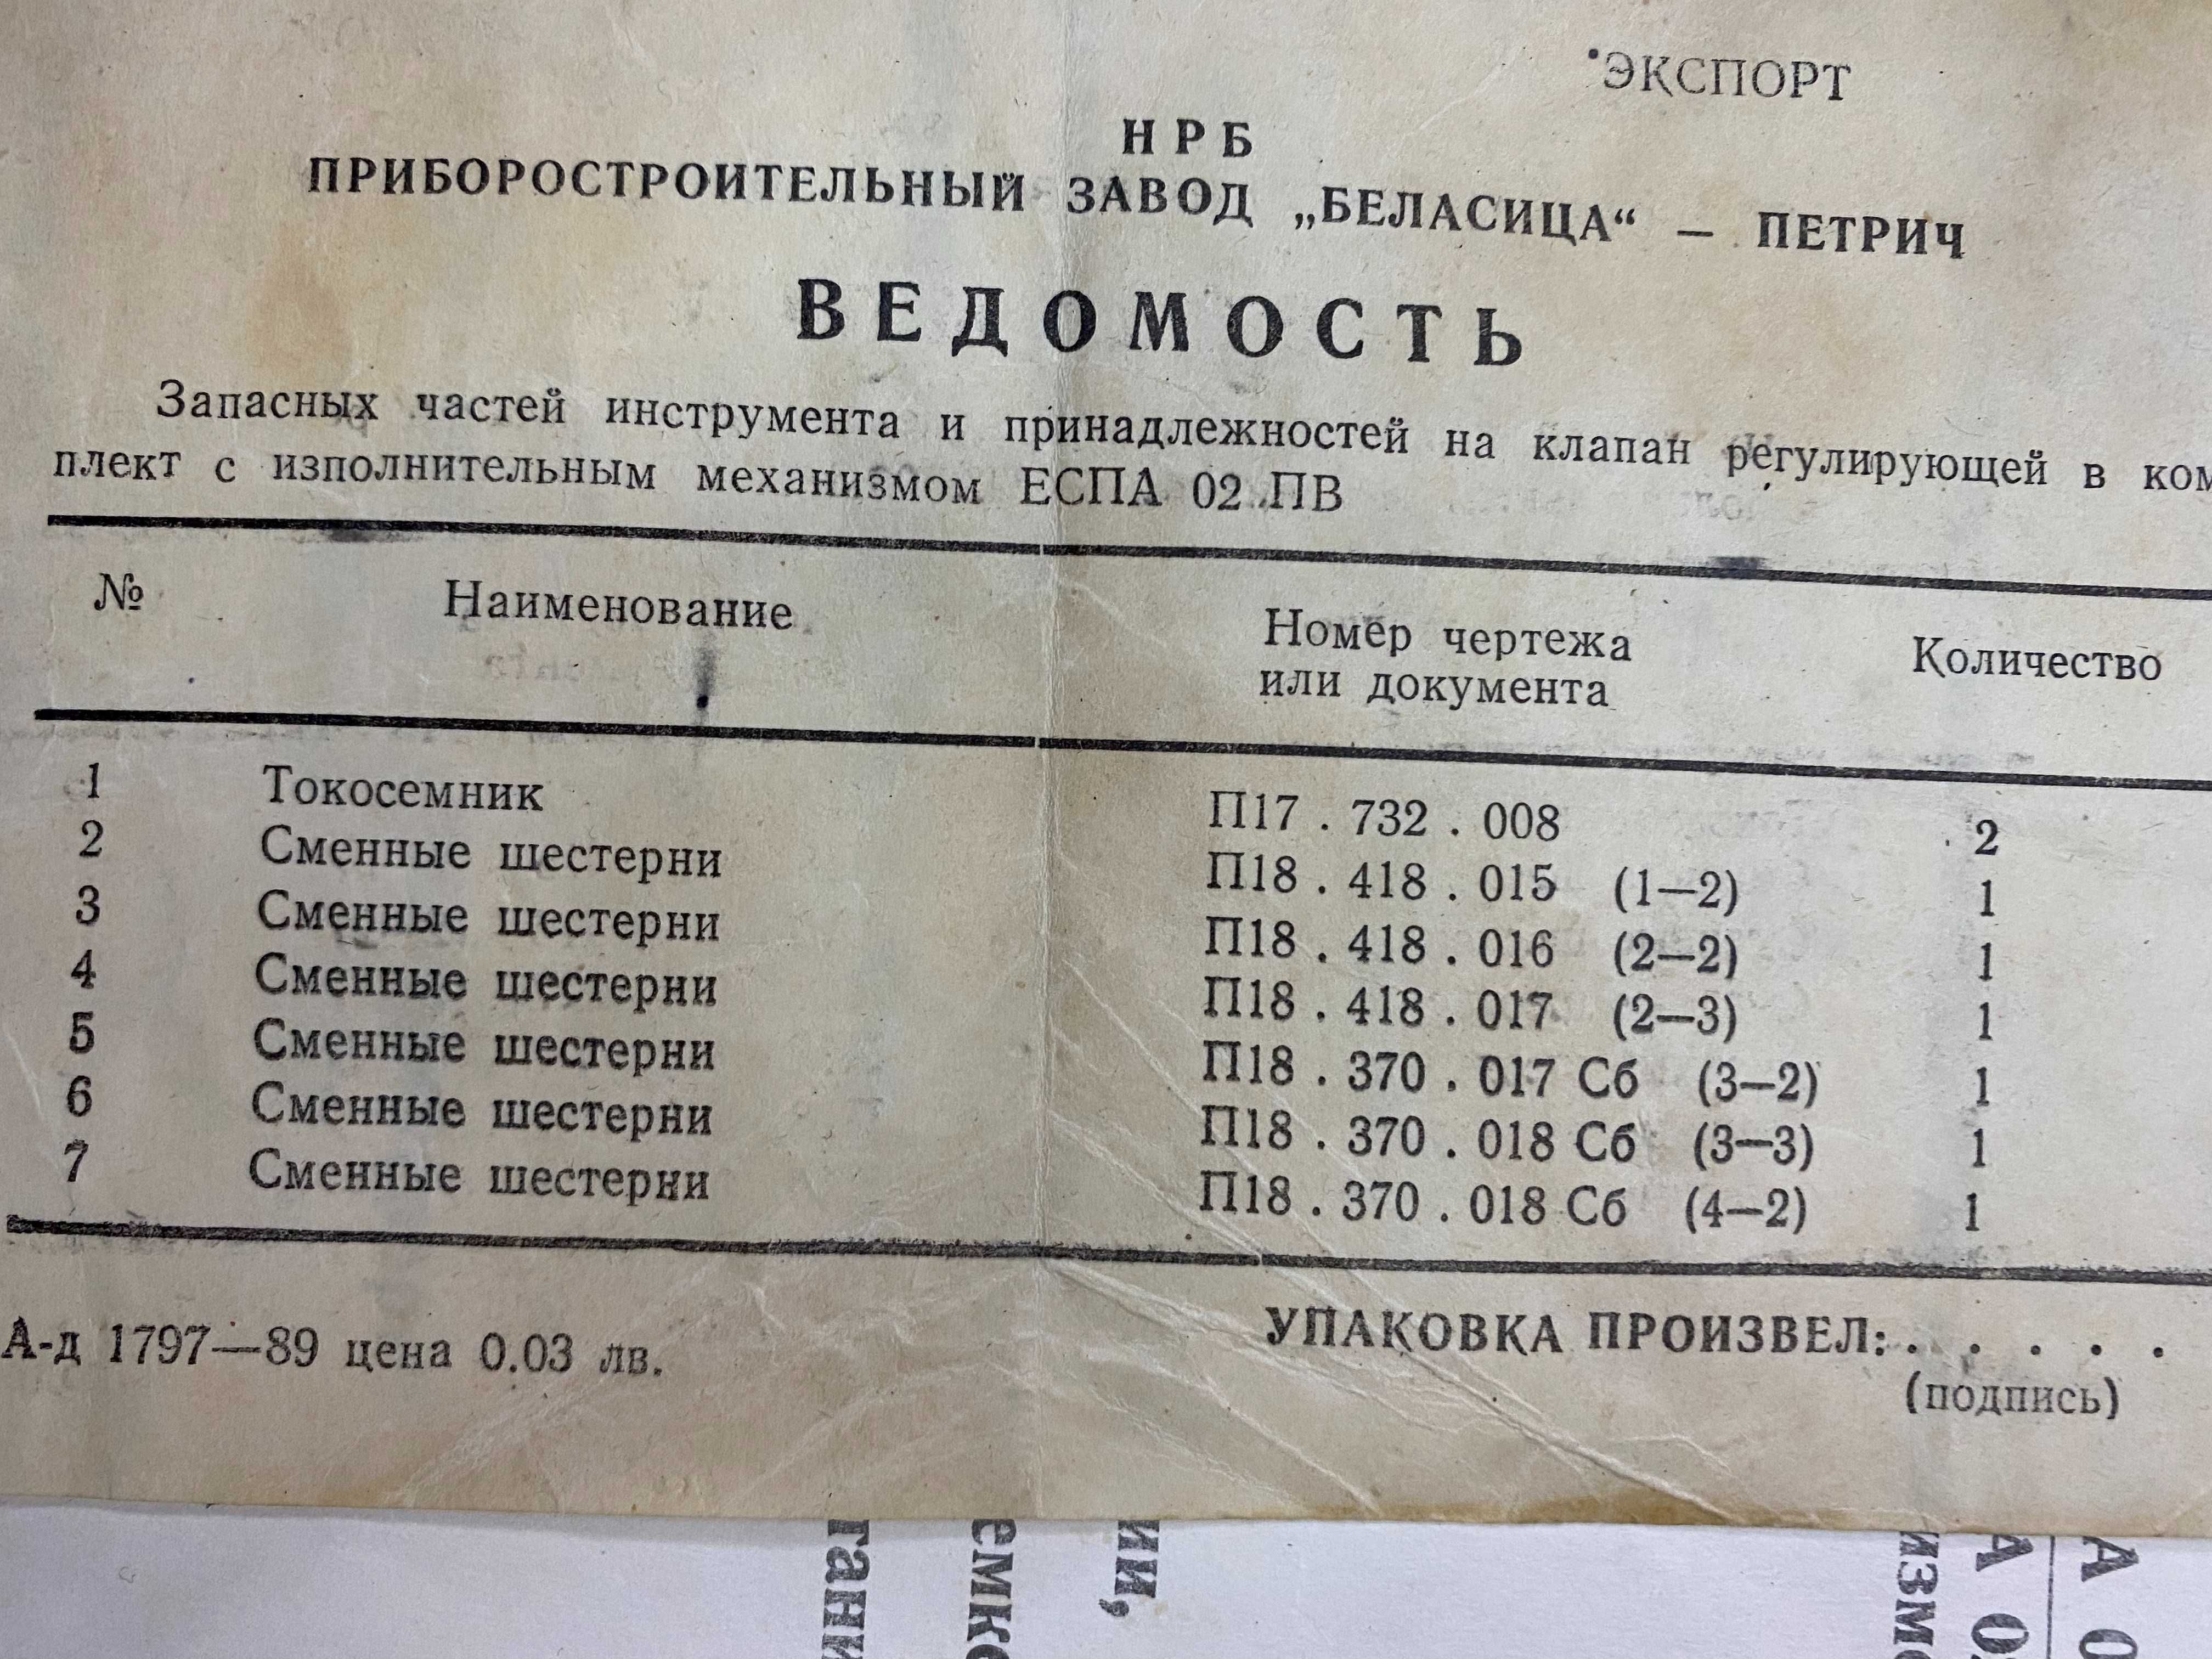 ЭКСПОРТ
НРБ
ПРИБОРОСТРОИТЕЛЬНЫЙ ЗАВОД „БЕЛАСИЦА“ — ПЕТРИЧ
ВЕДОМОСТЬ
Запасных частей инструмента и принадлежностей на клапан регулирующей в ком
плект с изполнительным механизмом ЕСПА 02 ПВ
№ Наименование Номер чертежа или документа Количество
1 Токосемник П17 . 732 . 008 2
2 Сменные шестерни П18 . 418 . 015 (1—2) 1
3 Сменные шестерни П18 . 418 . 016 (2—2) 1
4 Сменные шестерни П18 . 418 . 017 (2—3) 1
5 Сменные шестерни П18 . 370 . 017 Сб (3—2) 1
6 Сменные шестерни П18 . 370 . 018 Сб (3—3) 1
7 Сменные шестерни П18 . 370 . 018 Сб (4—2) 1
А-д 1797—89 цена 0.03 лв.
УПАКОВКА ПРОИЗВЕЛ: . . . . .
(подпись)